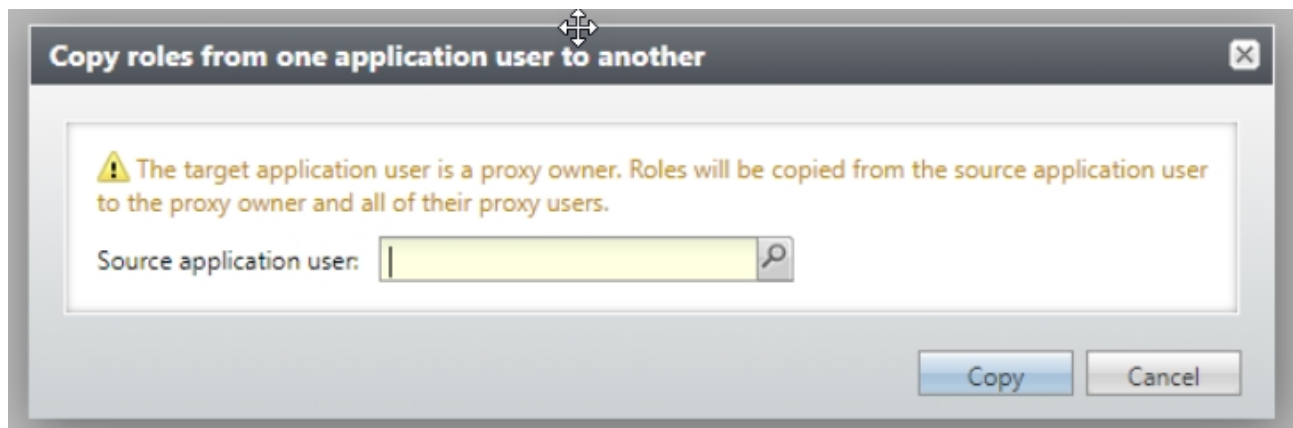 Copy roles from one application user to another
The target application user is a proxy owner. Roles will be copied from the source application user
to the proxy owner and all of their proxy users.
Source application user:
Copy Cancel